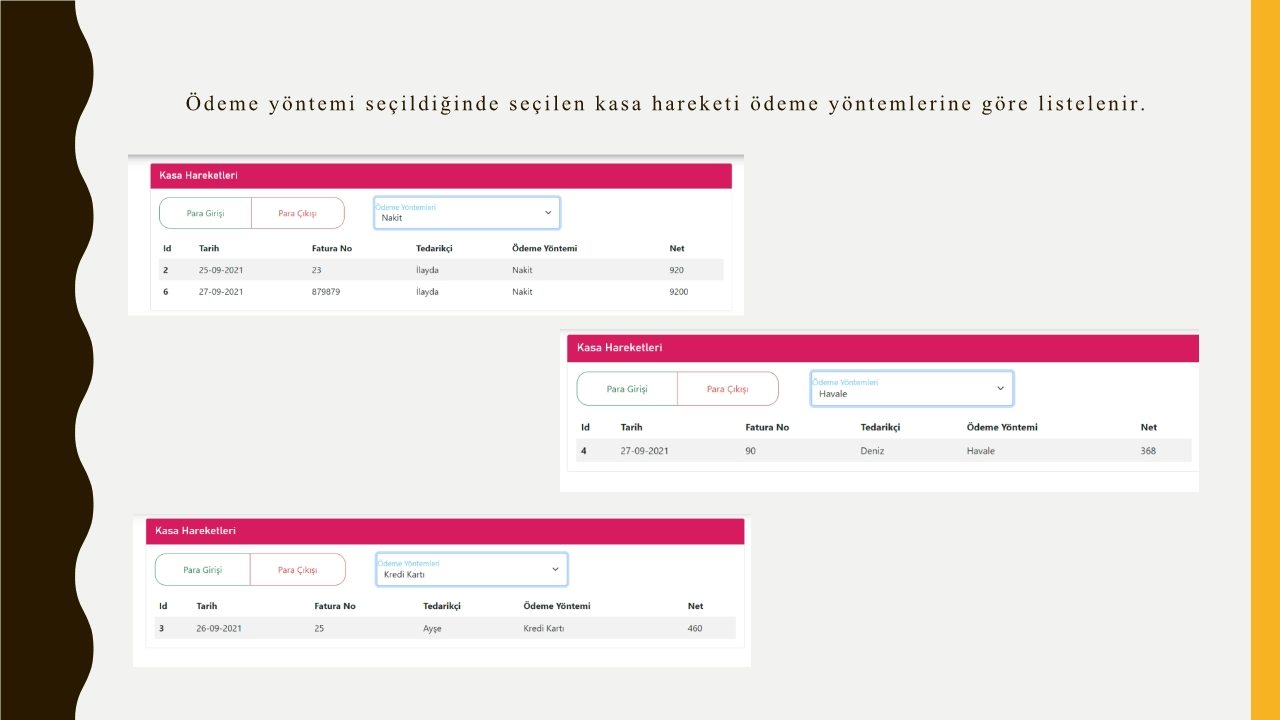 Ödeme yöntemi seçildiğinde seçilen kasa hareketi ödeme yöntemlerine göre listelenir.
Kasa Hareketleri
Para Girişi Para Çıkışı Ödeme Yöntemleri
Nakit
Id Tarih Fatura No Tedarikçi Ödeme Yöntemi Net
2 25-09-2021 23 İlayda Nakit 920
6 27-09-2021 879879 İlayda Nakit 9200
Kasa Hareketleri
Para Girişi Para Çıkışı Ödeme Yöntemleri
Havale
Id Tarih Fatura No Tedarikçi Ödeme Yöntemi Net
4 27-09-2021 90 Deniz Havale 368
Kasa Hareketleri
Para Girişi Para Çıkışı Ödeme Yöntemleri
Kredi Kartı
Id Tarih Fatura No Tedarikçi Ödeme Yöntemi Net
3 26-09-2021 25 Ayşe Kredi Kartı 460